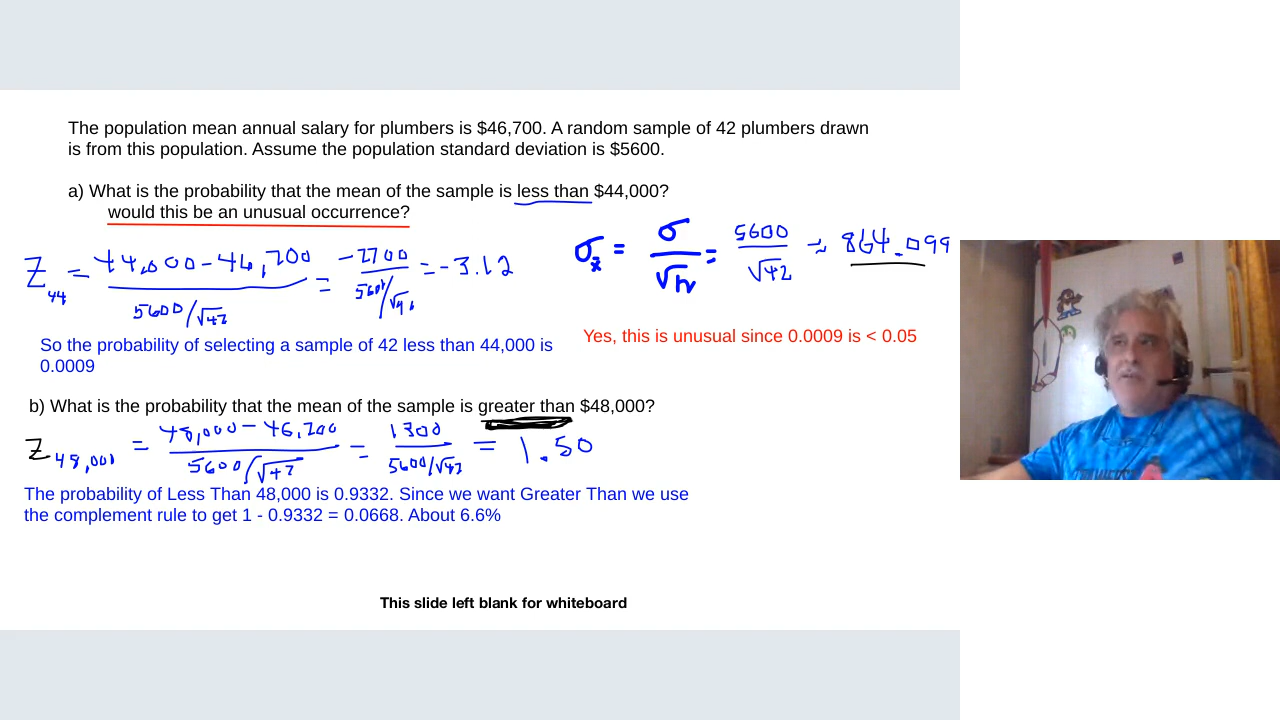 The population mean annual salary for plumbers is $46,700. A random sample of 42 plumbers drawn
is from this population. Assume the population standard deviation is $5600.
a) What is the probability that the mean of the sample is less than $44,000?
would this be an unusual occurrence?
Z44 = 44,000-46,700 / 5600/√42 = -2700 / 5600/√42 = -3.12
σx̄ = σ/√n = 5600/√42 ≈ 864.099
So the probability of selecting a sample of 42 less than 44,000 is
0.0009
Yes, this is unusual since 0.0009 is < 0.05
b) What is the probability that the mean of the sample is greater than $48,000?
Z48,000 = 48,000-46,700 / 5600/√42 = 1300 / 5600/√42 = 1.50
The probability of Less Than 48,000 is 0.9332. Since we want Greater Than we use
the complement rule to get 1 - 0.9332 = 0.0668. About 6.6%
This slide left blank for whiteboard